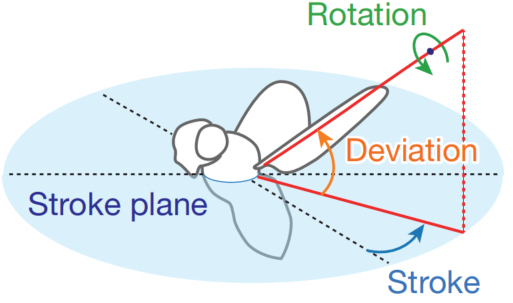 Rotation
Deviation
Stroke plane
Stroke